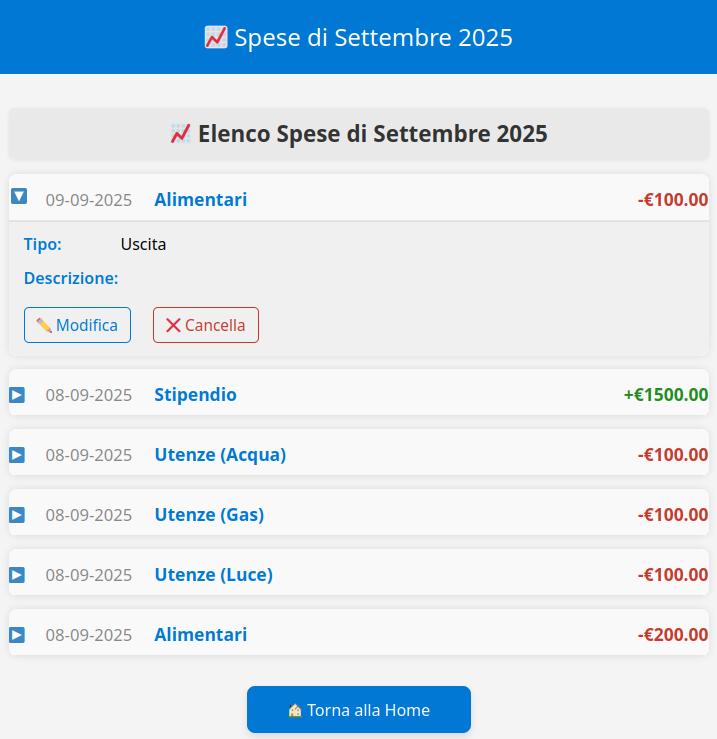 Spese di Settembre 2025
Elenco Spese di Settembre 2025
09-09-2025 Alimentari -€100.00
Tipo: Uscita
Descrizione:
Modifica Cancella
08-09-2025 Stipendio +€1500.00
08-09-2025 Utenze (Acqua) -€100.00
08-09-2025 Utenze (Gas) -€100.00
08-09-2025 Utenze (Luce) -€100.00
08-09-2025 Alimentari -€200.00
Torna alla Home